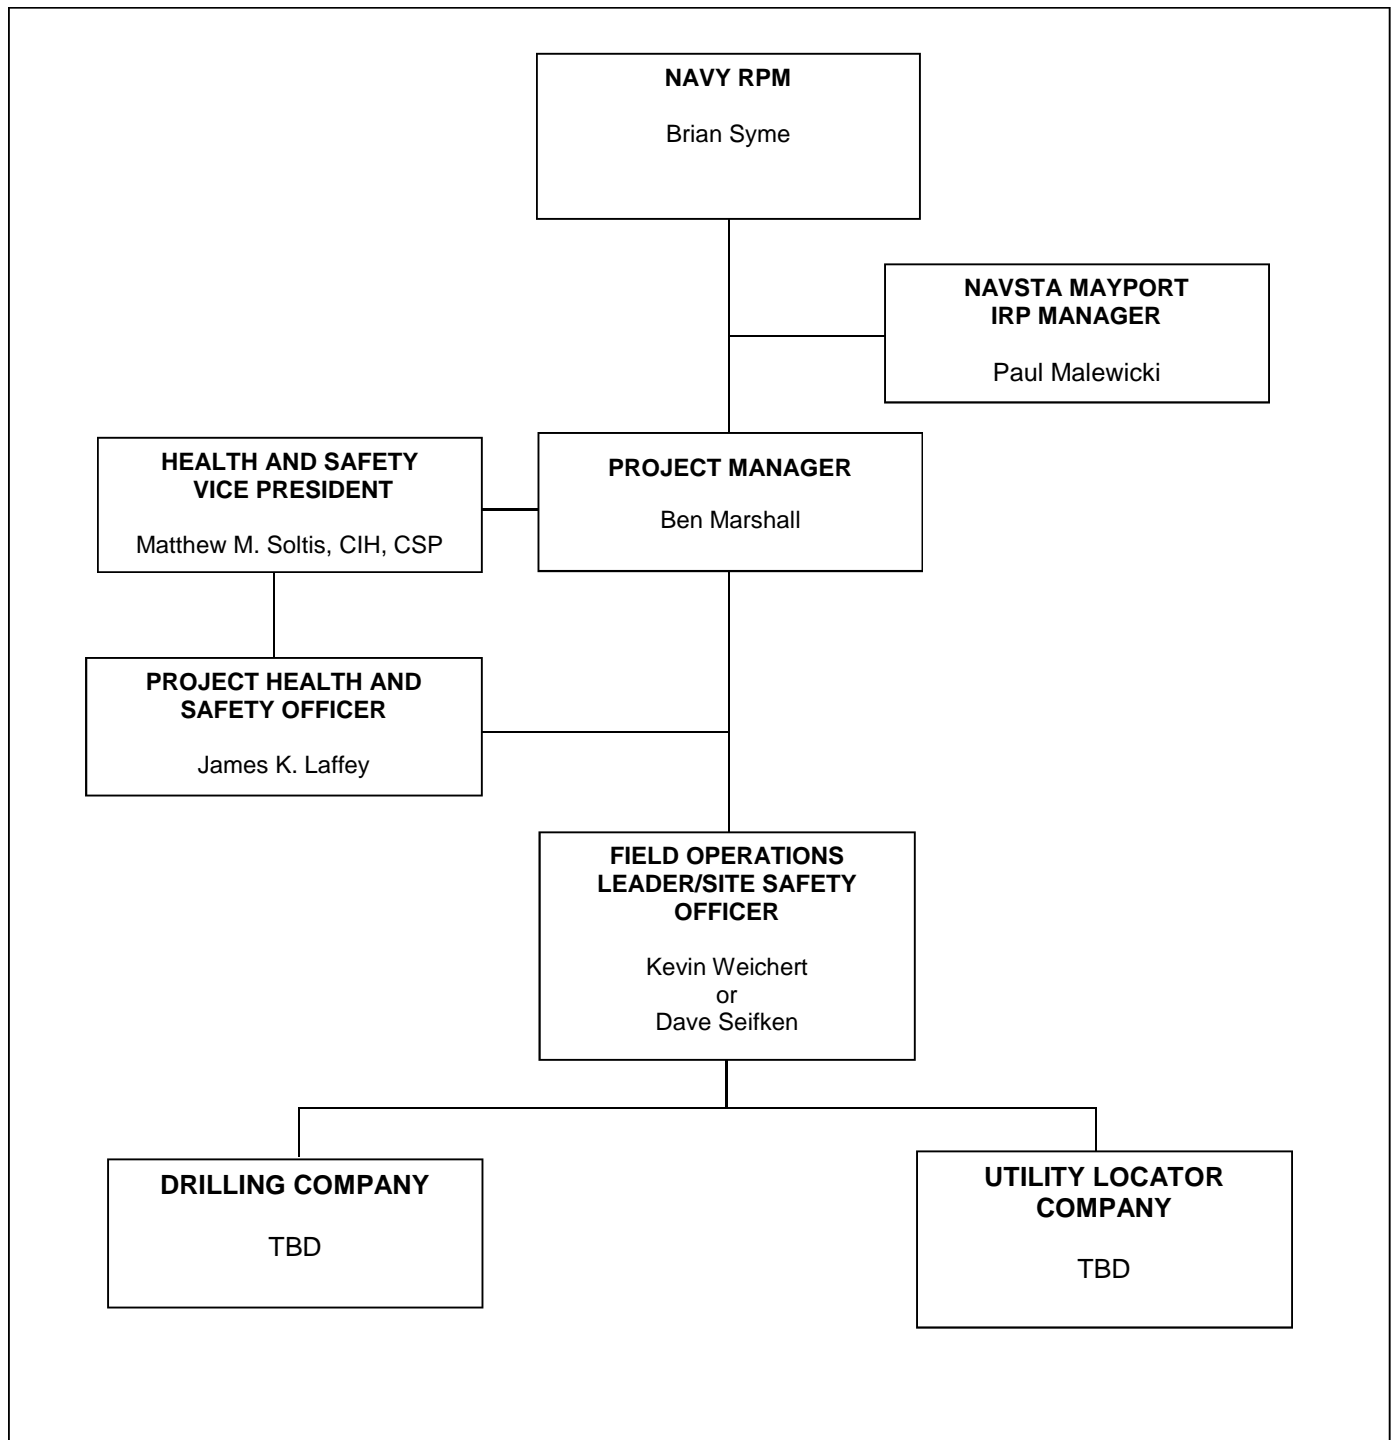 NAVY RPM
Brian Syme
NAVSTA MAYPORT
IRP MANAGER
Paul Malewicki
HEALTH AND SAFETY
VICE PRESIDENT
Matthew M. Soltis, CIH, CSP
PROJECT MANAGER
Ben Marshall
PROJECT HEALTH AND
SAFETY OFFICER
James K. Laffey
FIELD OPERATIONS
LEADER/SITE SAFETY
OFFICER
Kevin Weichert
or
Dave Seifken
DRILLING COMPANY
TBD
UTILITY LOCATOR
COMPANY
TBD